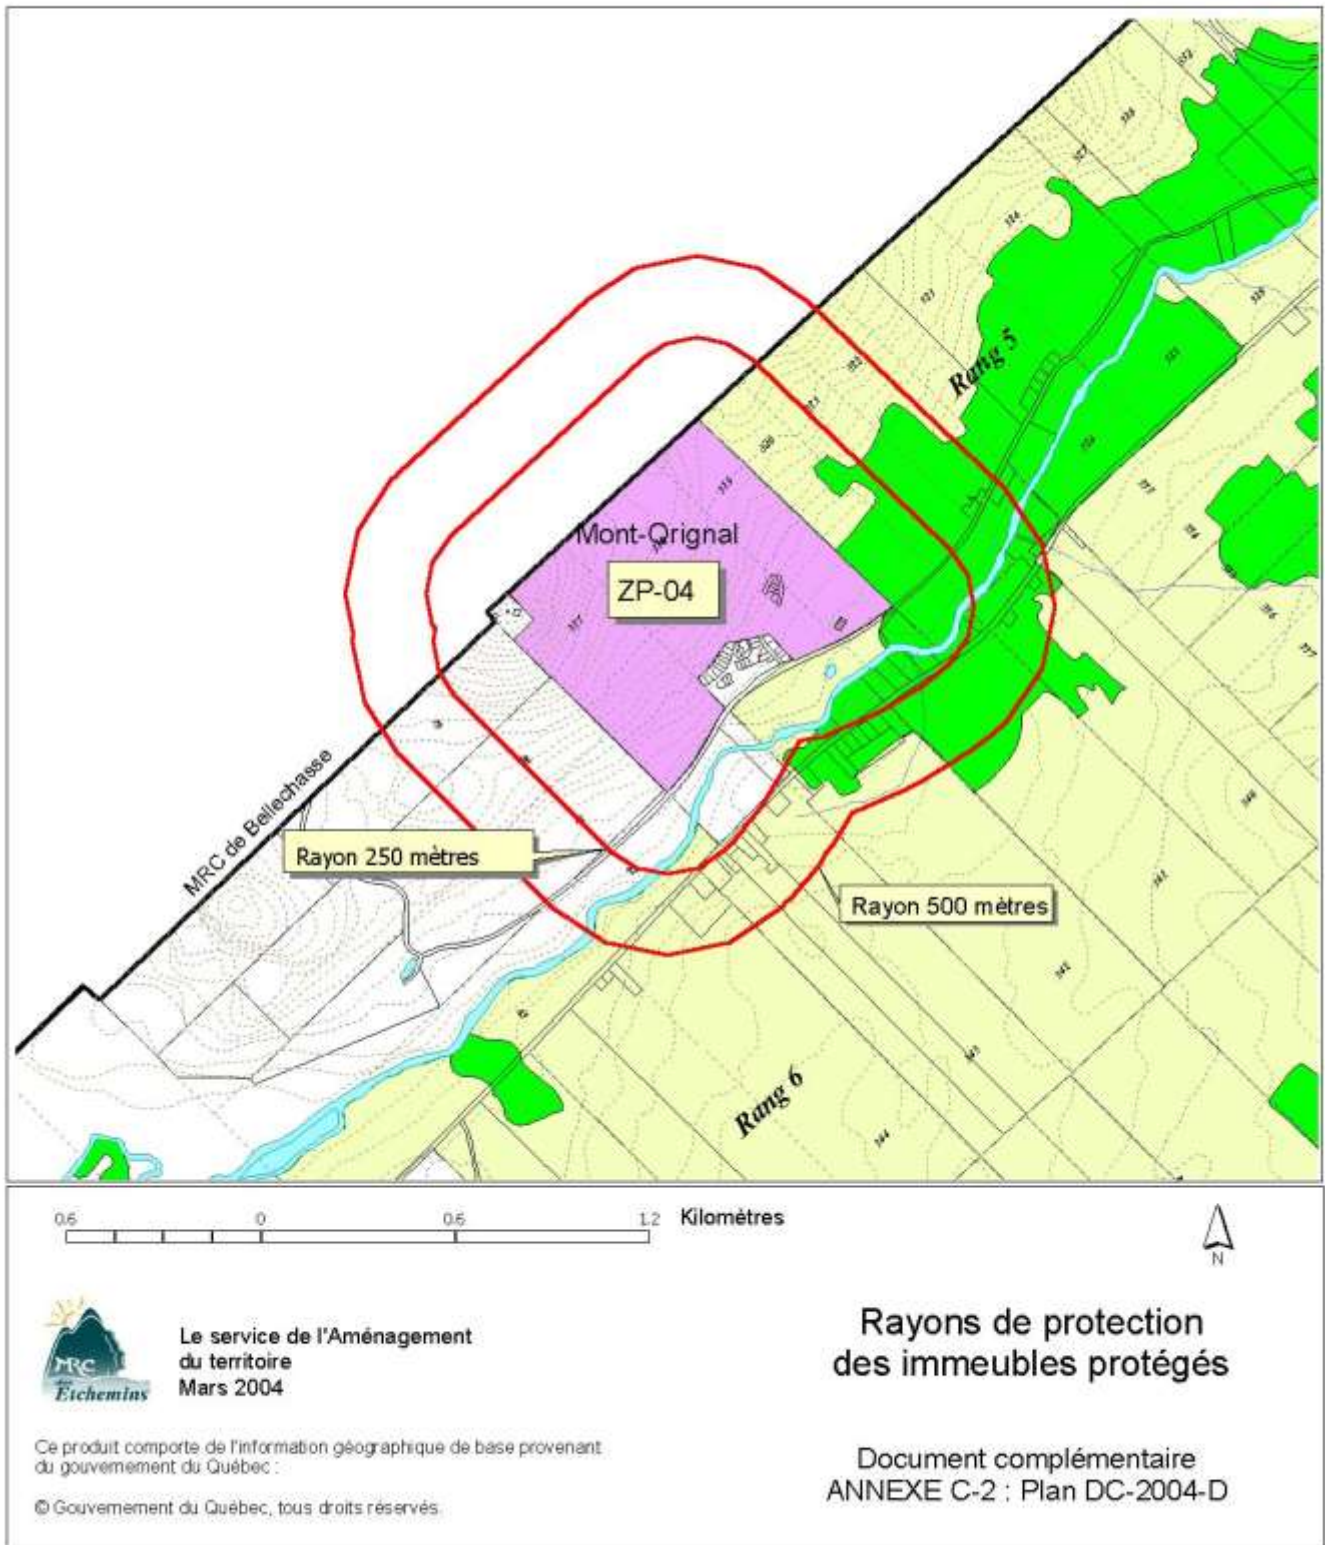 Rang 5
Mont-Orignal
ZP-04
MRC de Bellechasse
Rayon 250 mètres
Rayon 500 mètres
Rang 6
0.6 0 0.6 1.2 Kilomètres
N
MRC
des
Etchemins
Le service de l'Aménagement
du territoire
Mars 2004
Rayons de protection
des immeubles protégés
Ce produit comporte de l'information géographique de base provenant
du gouvernement du Québec :
© Gouvernement du Québec, tous droits réservés.
Document complémentaire
ANNEXE C-2 : Plan DC-2004-D